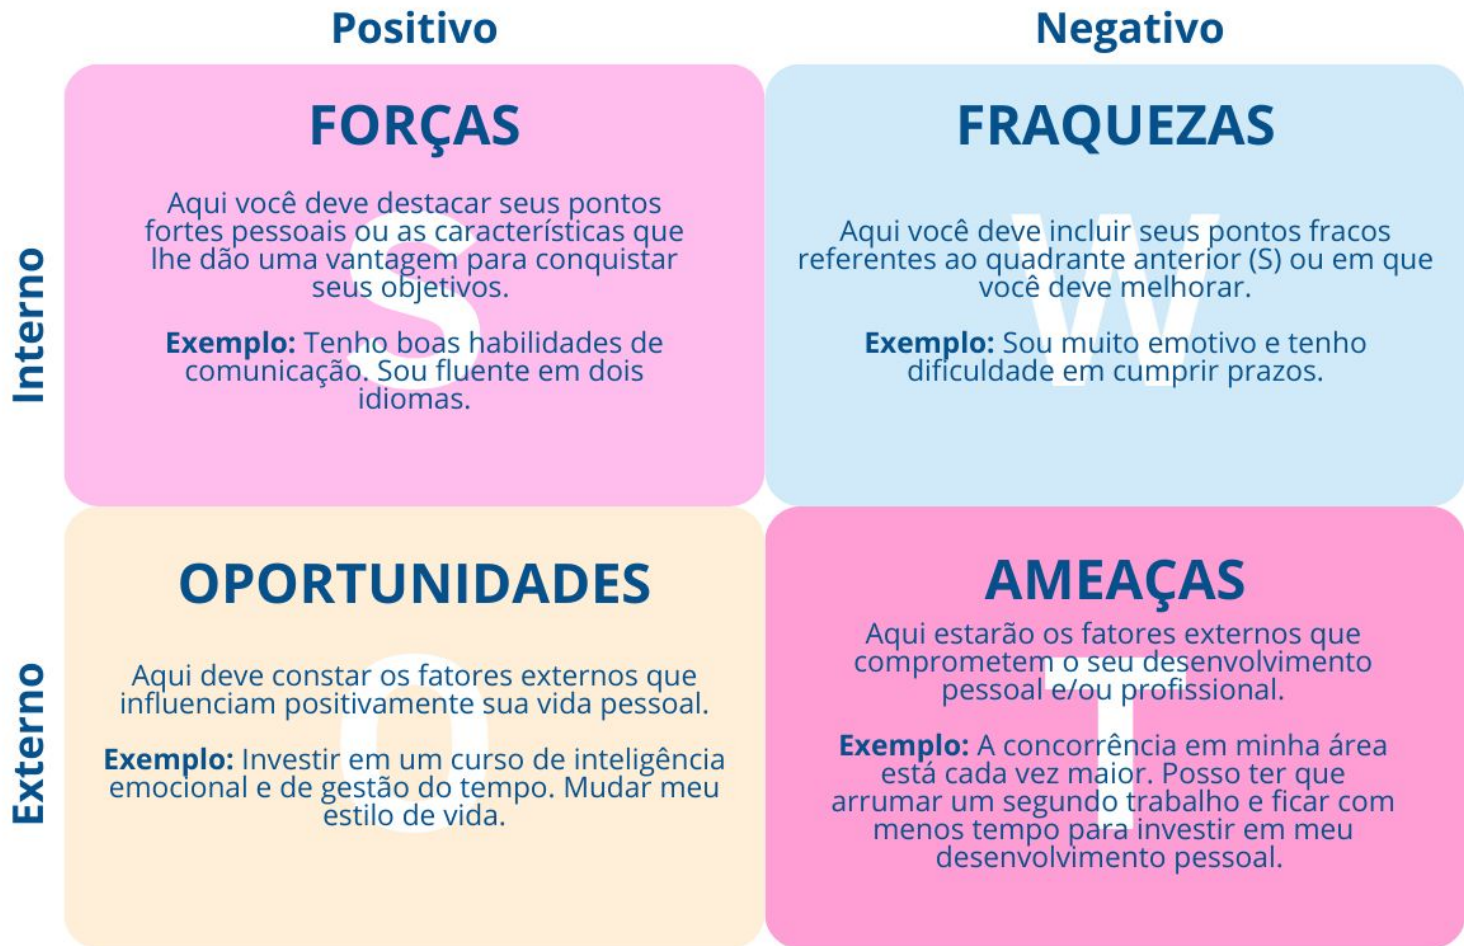 Positivo
Negativo
Interno
FORÇAS
S
Aqui você deve destacar seus pontos
fortes pessoais ou as características que
lhe dão uma vantagem para conquistar
seus objetivos.
Exemplo: Tenho boas habilidades de
comunicação. Sou fluente em dois
idiomas.
FRAQUEZAS
W
Aqui você deve incluir seus pontos fracos
referentes ao quadrante anterior (S) ou em que
você deve melhorar.
Exemplo: Sou muito emotivo e tenho
dificuldade em cumprir prazos.
Externo
OPORTUNIDADES
O
Aqui deve constar os fatores externos que
influenciam positivamente sua vida pessoal.
Exemplo: Investir em um curso de inteligência
emocional e de gestão do tempo. Mudar meu
estilo de vida.
AMEAÇAS
T
Aqui estarão os fatores externos que
comprometem o seu desenvolvimento
pessoal e/ou profissional.
Exemplo: A concorrência em minha área
está cada vez maior. Posso ter que
arrumar um segundo trabalho e ficar com
menos tempo para investir em meu
desenvolvimento pessoal.